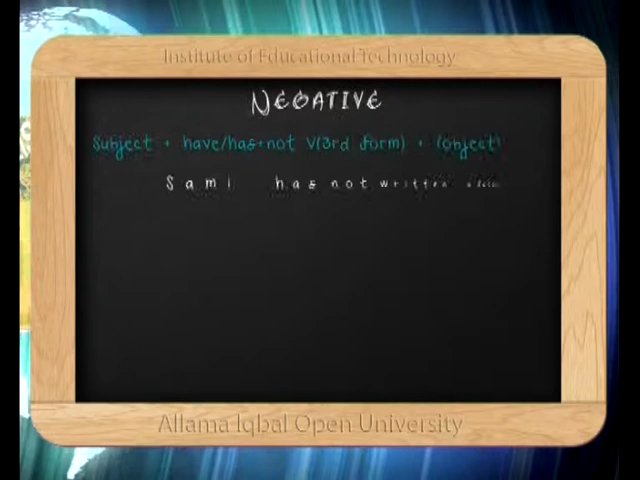 Institute of Educational Technology
NEGATIVE
Subject + have/has+not V(3rd form) + (object)
Sami has not written
Allama Iqbal Open University